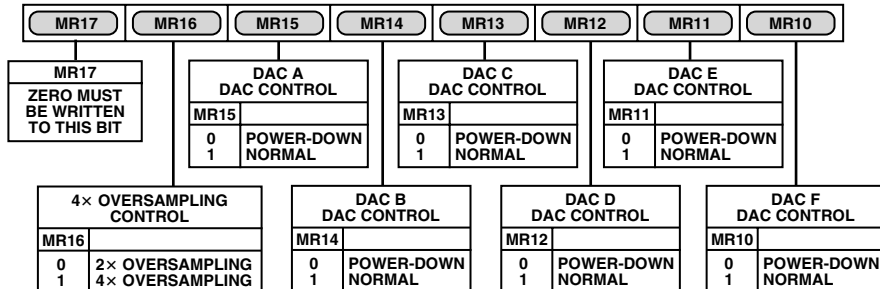 MR17 MR16 MR15 MR14 MR13 MR12 MR11 MR10
MR17
ZERO MUST
BE WRITTEN
TO THIS BIT
DAC A
DAC CONTROL
MR15
0 POWER-DOWN
1 NORMAL
DAC C
DAC CONTROL
MR13
0 POWER-DOWN
1 NORMAL
DAC E
DAC CONTROL
MR11
0 POWER-DOWN
1 NORMAL
4× OVERSAMPLING
CONTROL
MR16
0 2× OVERSAMPLING
1 4× OVERSAMPLING
DAC B
DAC CONTROL
MR14
0 POWER-DOWN
1 NORMAL
DAC D
DAC CONTROL
MR12
0 POWER-DOWN
1 NORMAL
DAC F
DAC CONTROL
MR10
0 POWER-DOWN
1 NORMAL